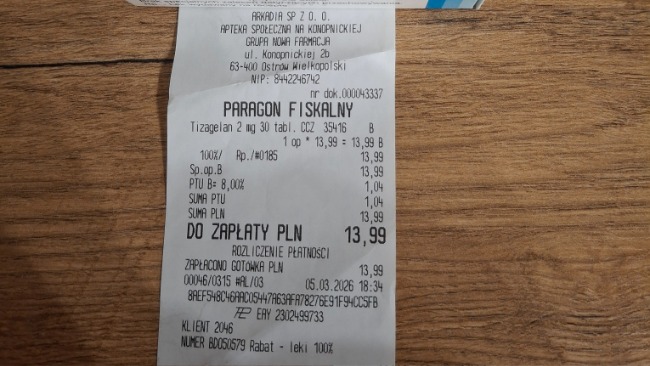 ARKADIA SP Z O. O.
APTEKA SPOŁECZNA NA KONOPNICKIEJ
GRUPA NOWA FARMACJA
ul. Konopnickiej 2b
63-400 Ostrów Wielkopolski
NIP: 8442246742
nr dok.000043337
PARAGON FISKALNY
Tizagelan 2 mg 30 tabl. CCZ 35416 B
1 op * 13,99 = 13,99 B
100%/ Rp./#0185 13,99
Sp.op.B 13,99
PTU B= 8,00% 1,04
SUMA PTU 1,04
SUMA PLN 13,99
DO ZAPŁATY PLN 13,99
ROZLICZENIE PŁATNOŚCI
ZAPŁACONO GOTÓWKA PLN 13,99
00046/0315 #AL/03 05.03.2026 18:34
8AEF548C46AAC05447A63AFA78276E91F94CC5FB
EAY 2302499733
KLIENT 2046
NUMER BDO50579 Rabat - leki 100%